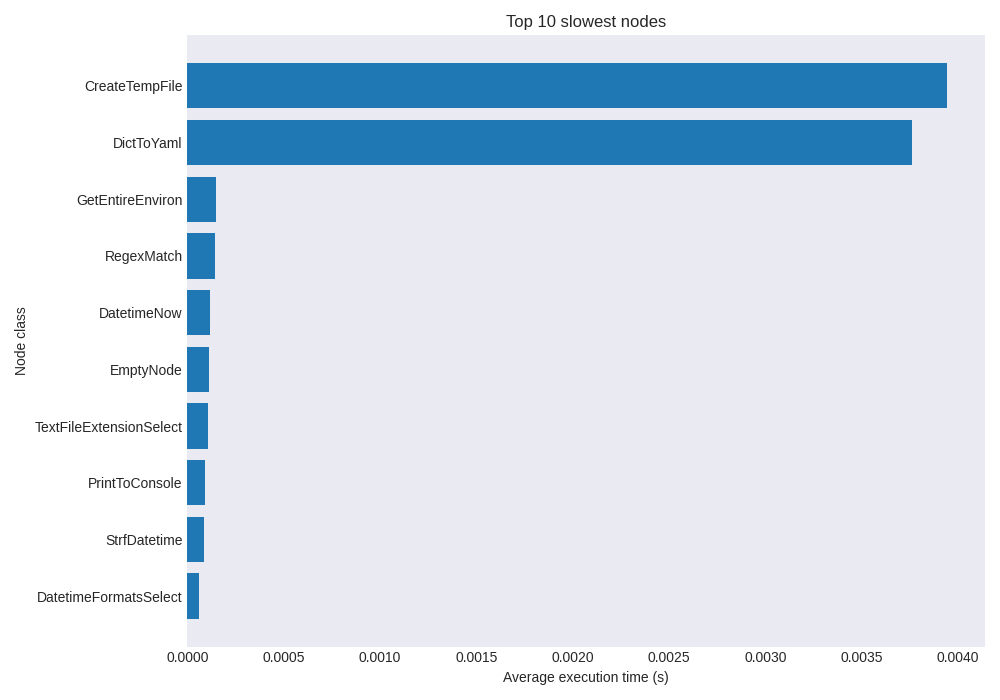 Top 10 slowest nodes
Node class
CreateTempFile
DictToYaml
GetEntireEnviron
RegexMatch
DatetimeNow
EmptyNode
TextFileExtensionSelect
PrintToConsole
StrfDatetime
DatetimeFormatsSelect
0.0000 0.0005 0.0010 0.0015 0.0020 0.0025 0.0030 0.0035 0.0040
Average execution time (s)